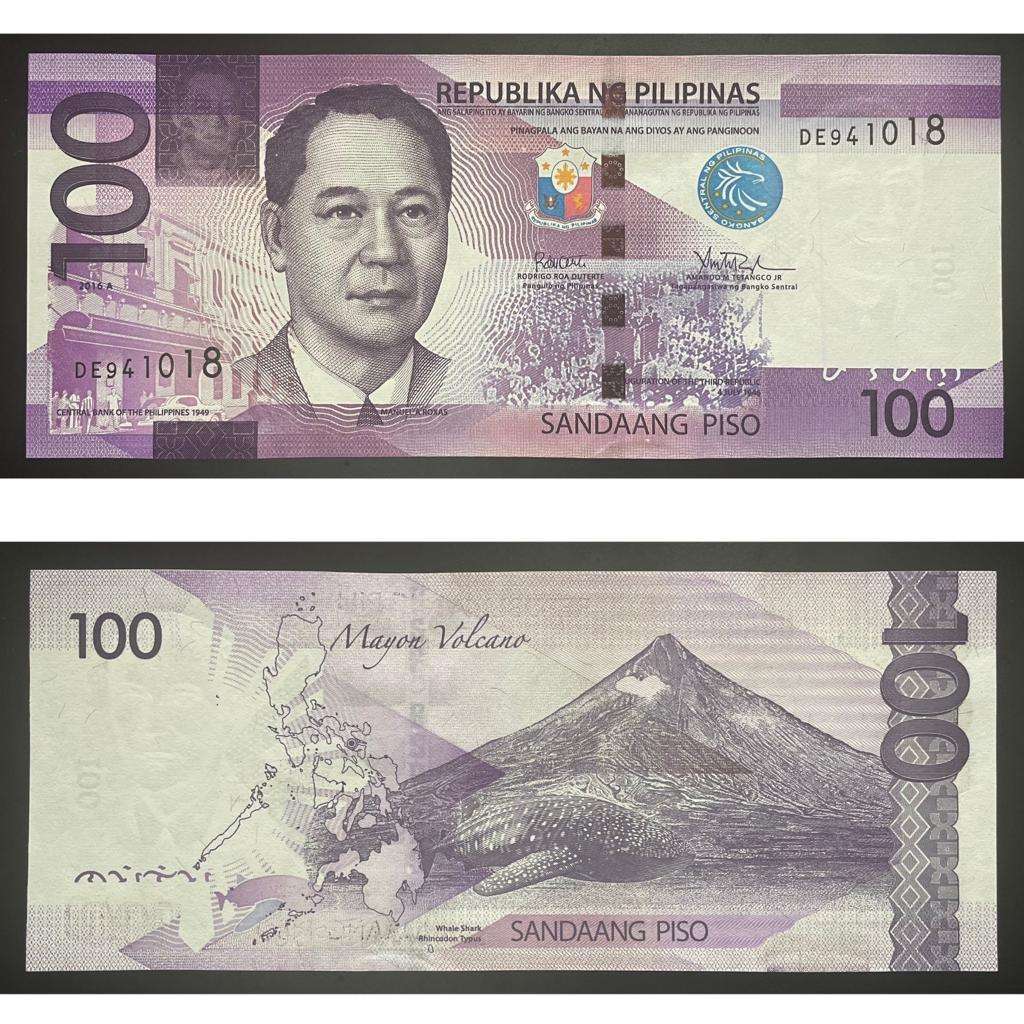 100
REPUBLIKA NG PILIPINAS
ANG SALAPING ITO AY BAYARIN NG BANGKO SENTRAL NANANAGUTAN NG REPUBLIKA NG PILIPINAS
PINAGPALA ANG BAYAN NA ANG DIYOS AY ANG PANGINOON
DE941018
BANGKO SENTRAL NG PILIPINAS
REPUBLIKA NG PILIPINAS
RODRIGO ROA DUTERTE
Pangulo ng Pilipinas
AMANDO M TETANGCO JR
Tagapangasiwa ng Bangko Sentral
2016 A
DE941018
CENTRAL BANK OF THE PHILIPPINES 1949
MANUEL A ROXAS
OF THE THIRD REPUBLIC
4 JULY 1946
SANDAANG PISO
100
100
Mayon Volcano
100
Whale Shark
Rhincodon Typus
SANDAANG PISO